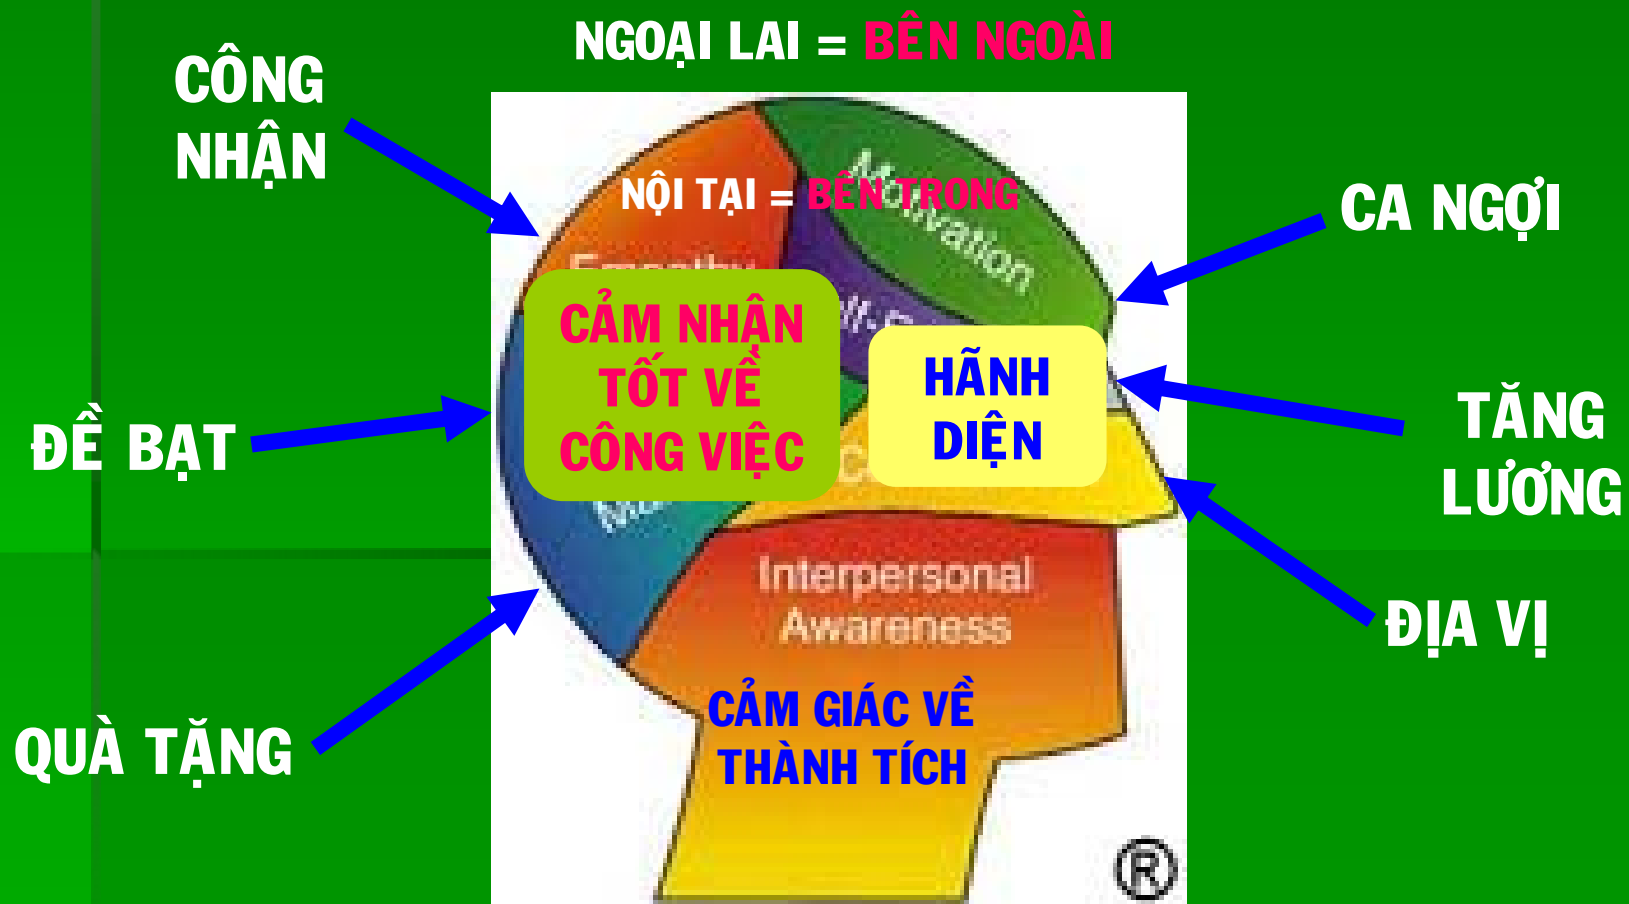 NGOẠI LAI = BÊN NGOÀI
CÔNG
NHẬN
NỘI TẠI = BÊN TRONG
Motivation
CA NGỢI
CẢM NHẬN
TỐT VỀ
CÔNG VIỆC
HÃNH
DIỆN
ĐỀ BẠT
TĂNG
LƯƠNG
Interpersonal
Awareness
ĐỊA VỊ
QUÀ TẶNG
CẢM GIÁC VỀ
THÀNH TÍCH
®